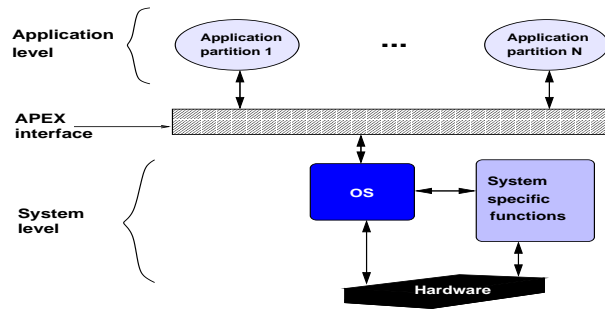 Application
level
Application
partition 1
...
Application
partition N
APEX
interface
System
level
OS
System
specific
functions
Hardware